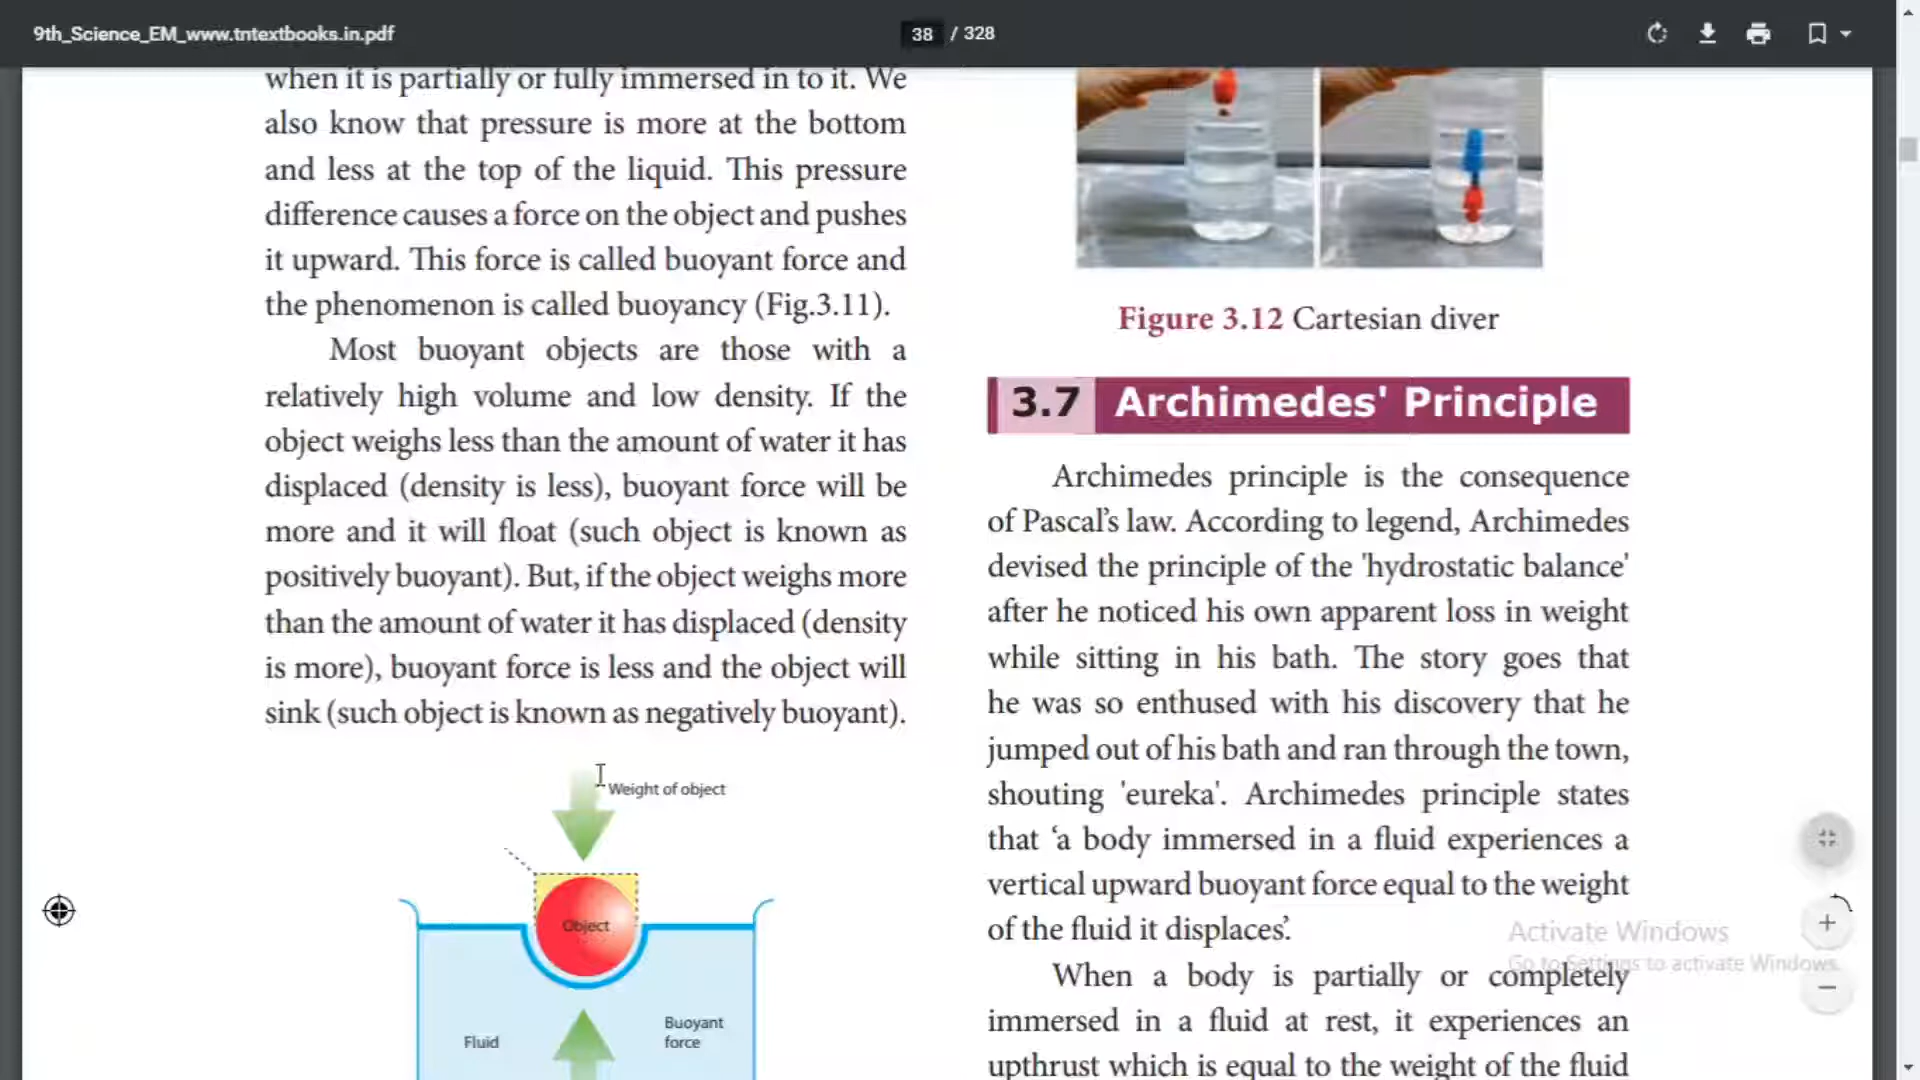 9th_Science_EM_www.tntextbooks.in.pdf
38 / 328
when it is partially or fully immersed in to it. We
also know that pressure is more at the bottom
and less at the top of the liquid. This pressure
difference causes a force on the object and pushes
it upward. This force is called buoyant force and
the phenomenon is called buoyancy (Fig.3.11).
Most buoyant objects are those with a
relatively high volume and low density. If the
object weighs less than the amount of water it has
displaced (density is less), buoyant force will be
more and it will float (such object is known as
positively buoyant). But, if the object weighs more
than the amount of water it has displaced (density
is more), buoyant force is less and the object will
sink (such object is known as negatively buoyant).
Weight of object
Object
Fluid
Buoyant
force
Figure 3.12 Cartesian diver
3.7 Archimedes' Principle
Archimedes principle is the consequence
of Pascal’s law. According to legend, Archimedes
devised the principle of the 'hydrostatic balance'
after he noticed his own apparent loss in weight
while sitting in his bath. The story goes that
he was so enthused with his discovery that he
jumped out of his bath and ran through the town,
shouting 'eureka'. Archimedes principle states
that ‘a body immersed in a fluid experiences a
vertical upward buoyant force equal to the weight
of the fluid it displaces’.
When a body is partially or completely
immersed in a fluid at rest, it experiences an
upthrust which is equal to the weight of the fluid
Activate Windows
Go to Settings to activate Windows.